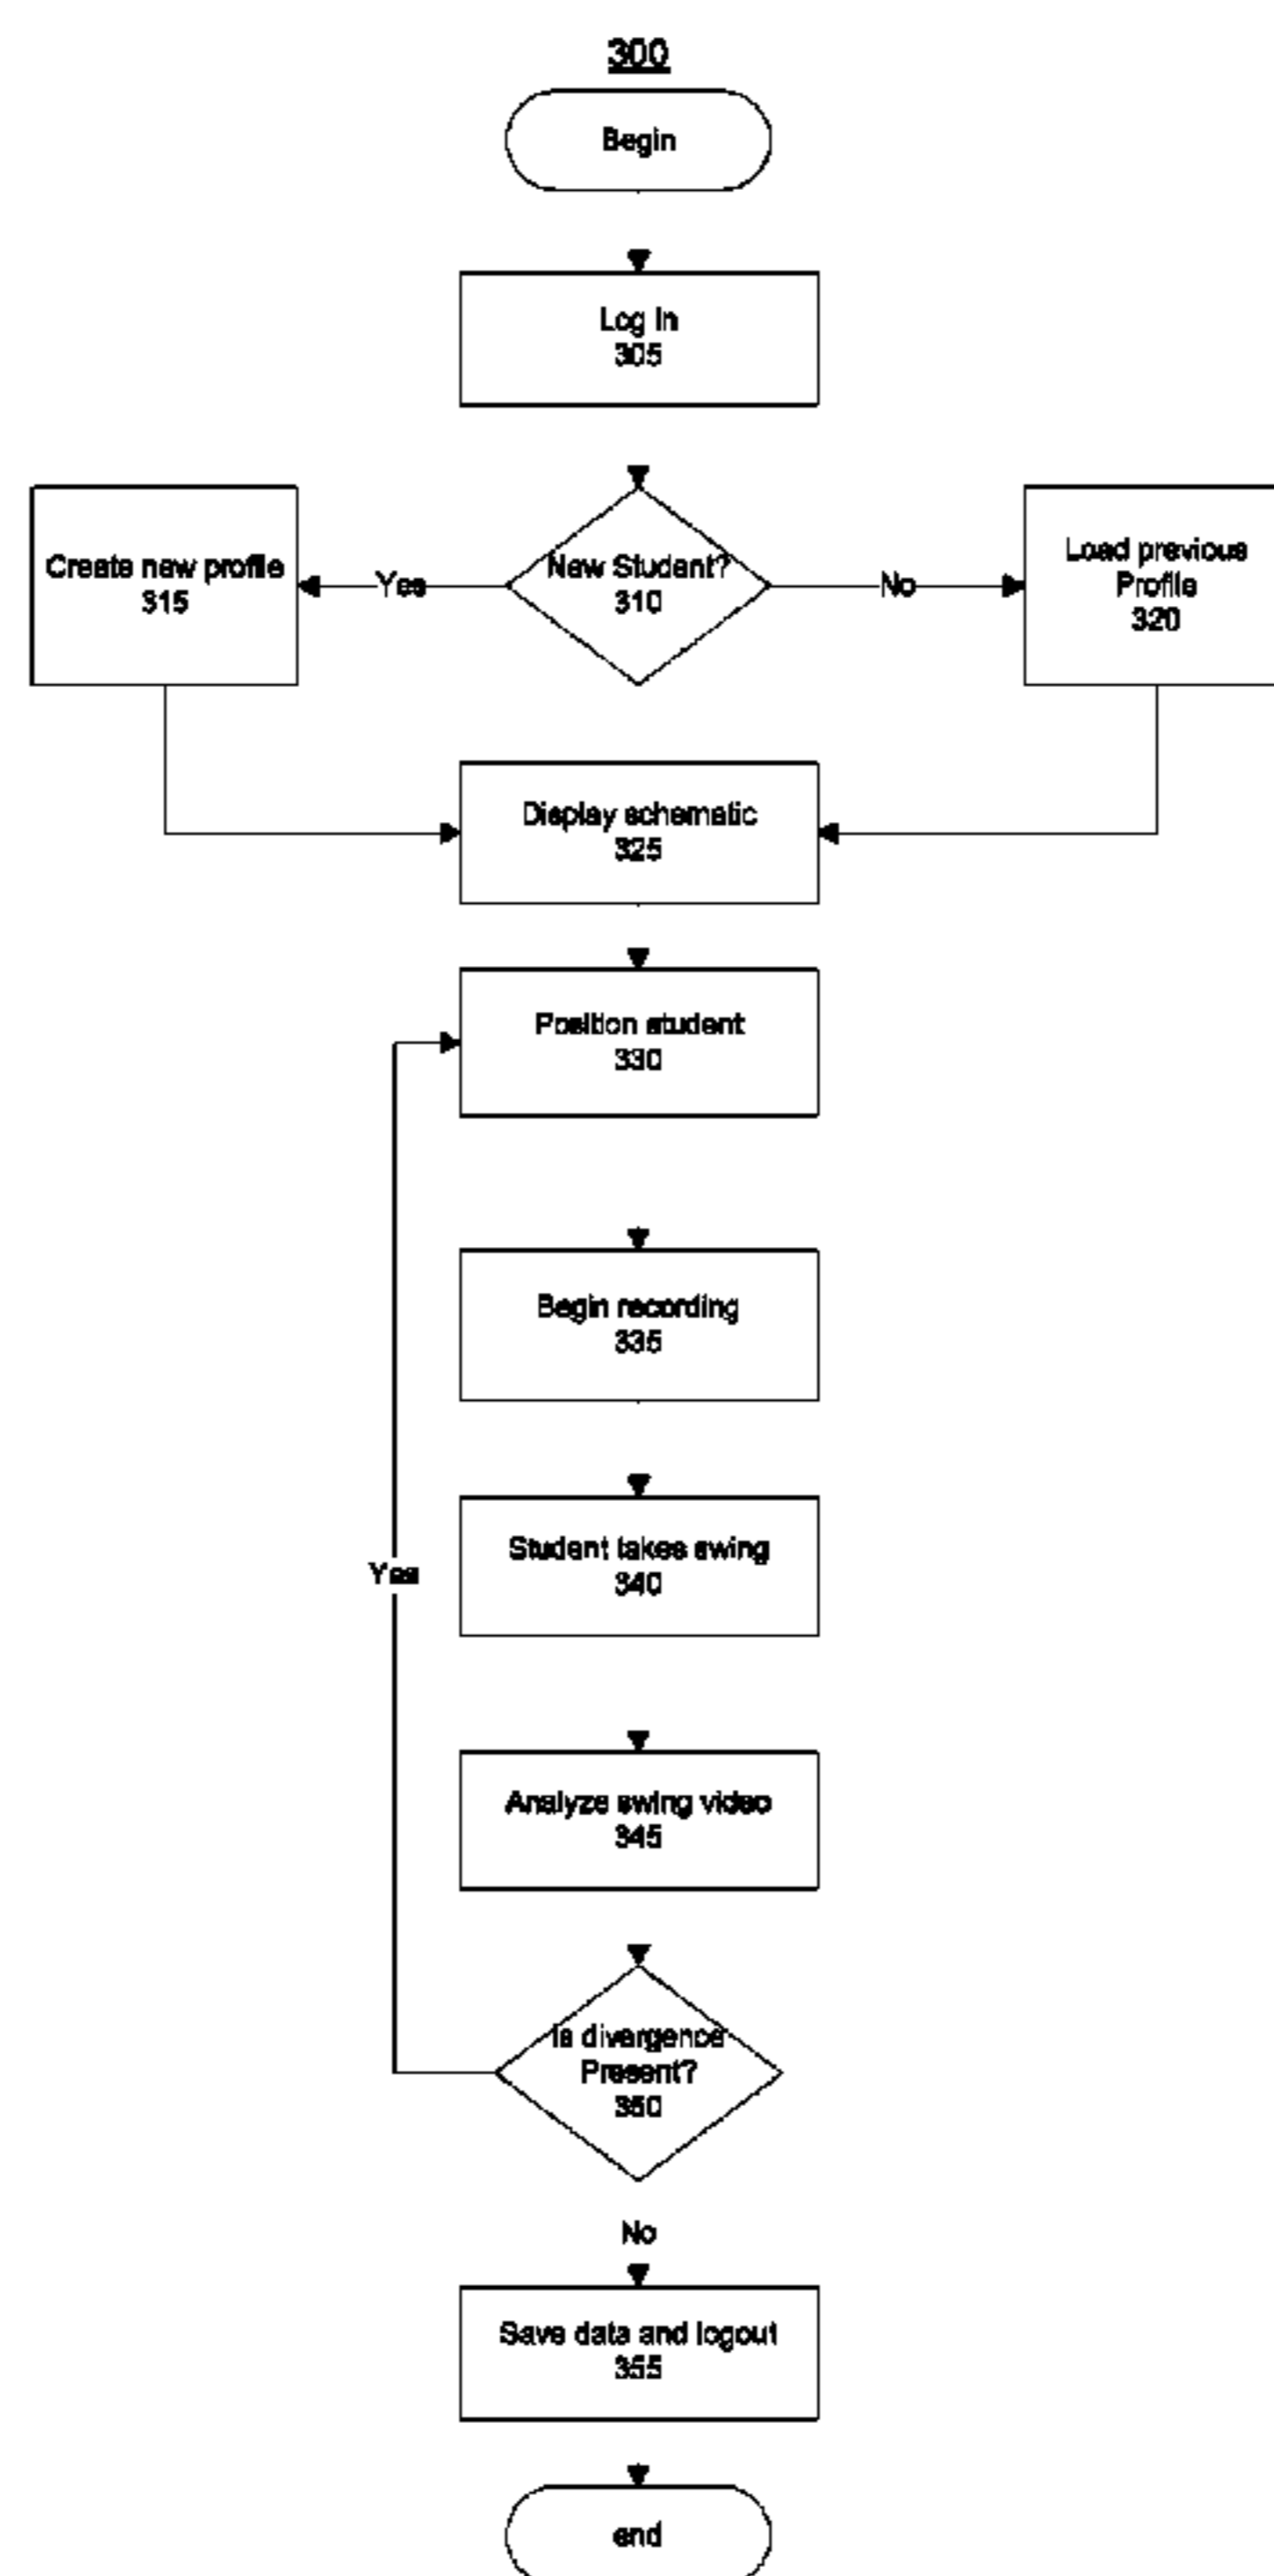 300
Begin
Log in
305
New Student?
310
Yes
No
Create new profile
315
Load previous
Profile
320
Display schematic
325
Position student
330
Begin recording
335
Student takes swing
340
Yes
Analyze swing video
345
Is divergence
Present?
350
No
Save data and logout
355
end